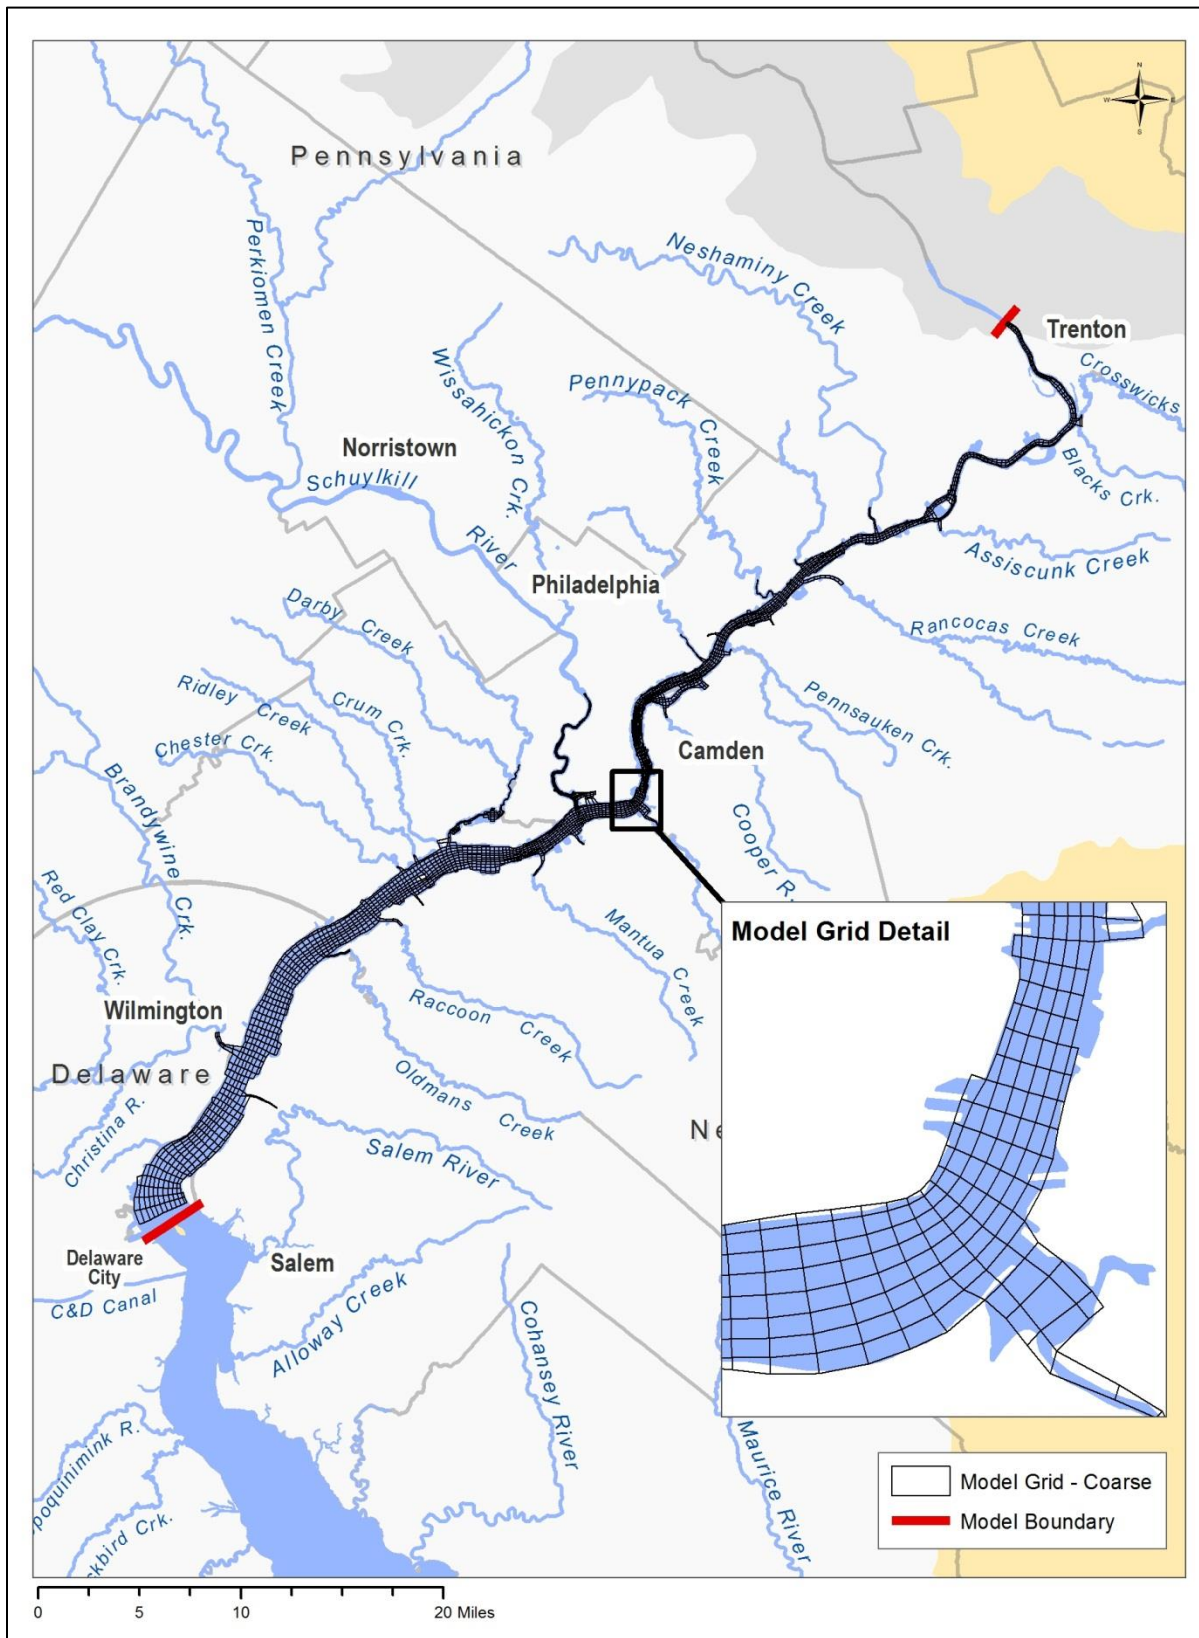 N
W
E
S
Pennsylvania
Perkiomen Creek
Neshaminy Creek
Trenton
Crosswicks
Wissahickon Crk.
Pennypack Creek
Norristown
Schuylkill River
Blacks Crk.
Assiscunk Creek
Philadelphia
Darby Creek
Rancocas Creek
Ridley Creek
Crum Crk.
Pennsauken Crk.
Chester Crk.
Camden
Brandywine Crk.
Cooper R.
Red Clay Crk.
Mantua Creek
Model Grid Detail
Wilmington
Raccoon Creek
Delaware
Oldmans Creek
Ne
Christina R.
Salem River
Delaware
City
Salem
C&D Canal
Alloway Creek
Cohansey River
Maurice River
poquinimink R.
ckbird Crk.
Model Grid - Coarse
Model Boundary
0 5 10 20 Miles